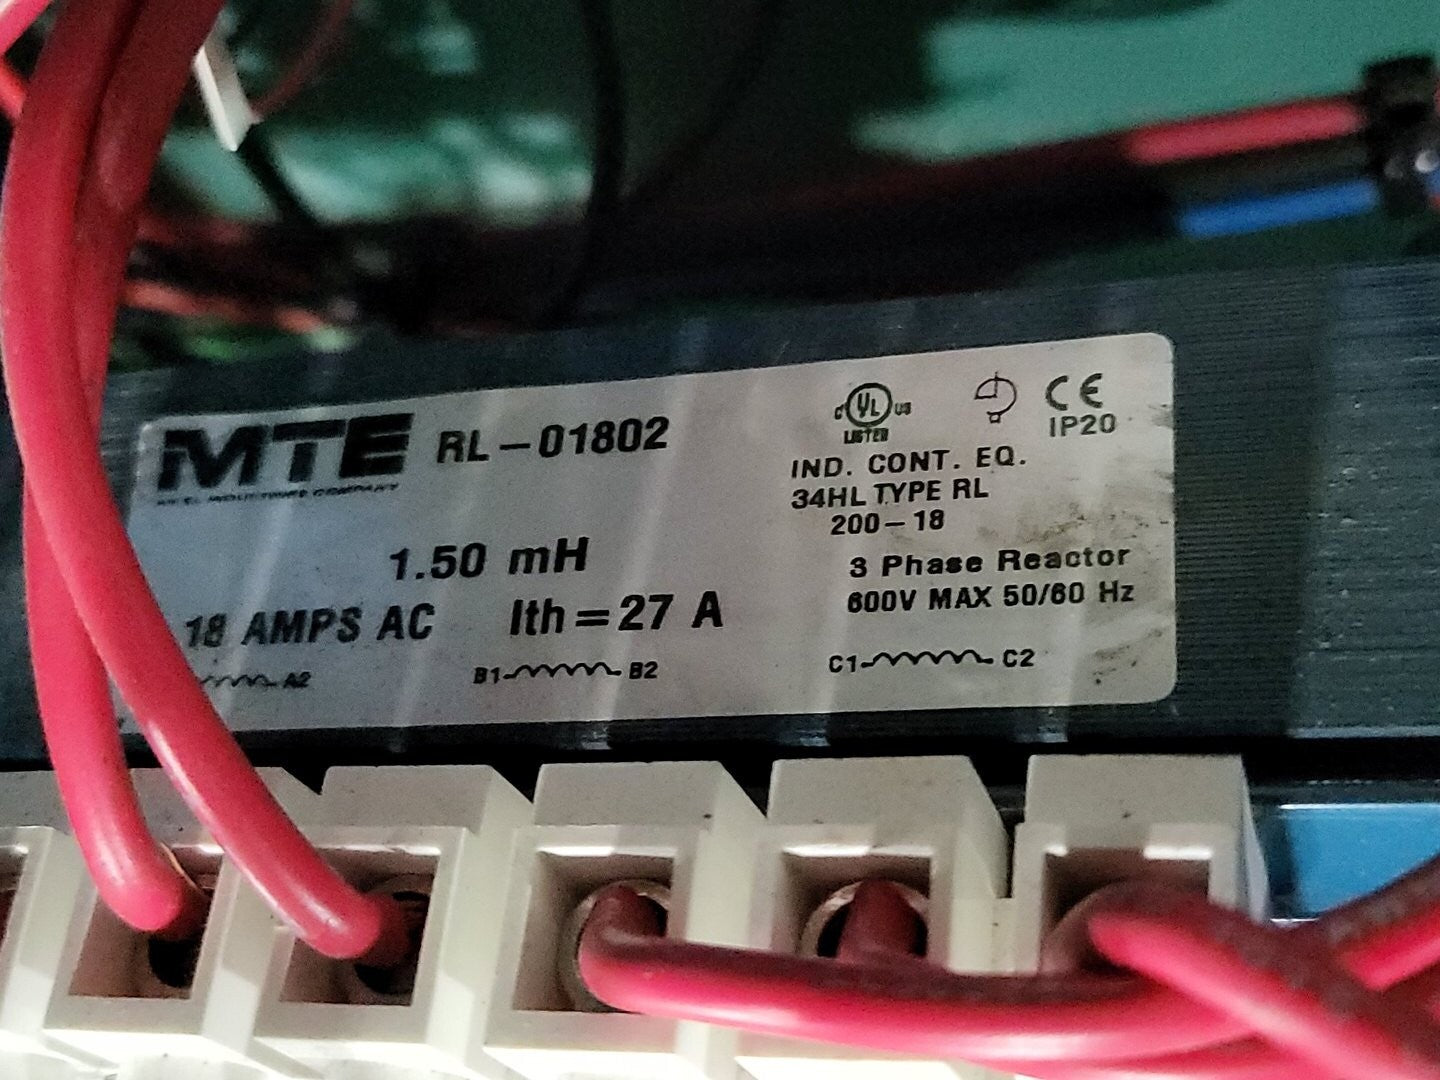 MTE RL-01802
C UL US
LISTED
CE
IP20
IND. CONT. EQ.
34HL TYPE RL
200-18
1.50 mH
3 Phase Reactor
18 AMPS AC Ith=27 A
600V MAX 50/60 Hz
A2 B1 B2 C1 C2